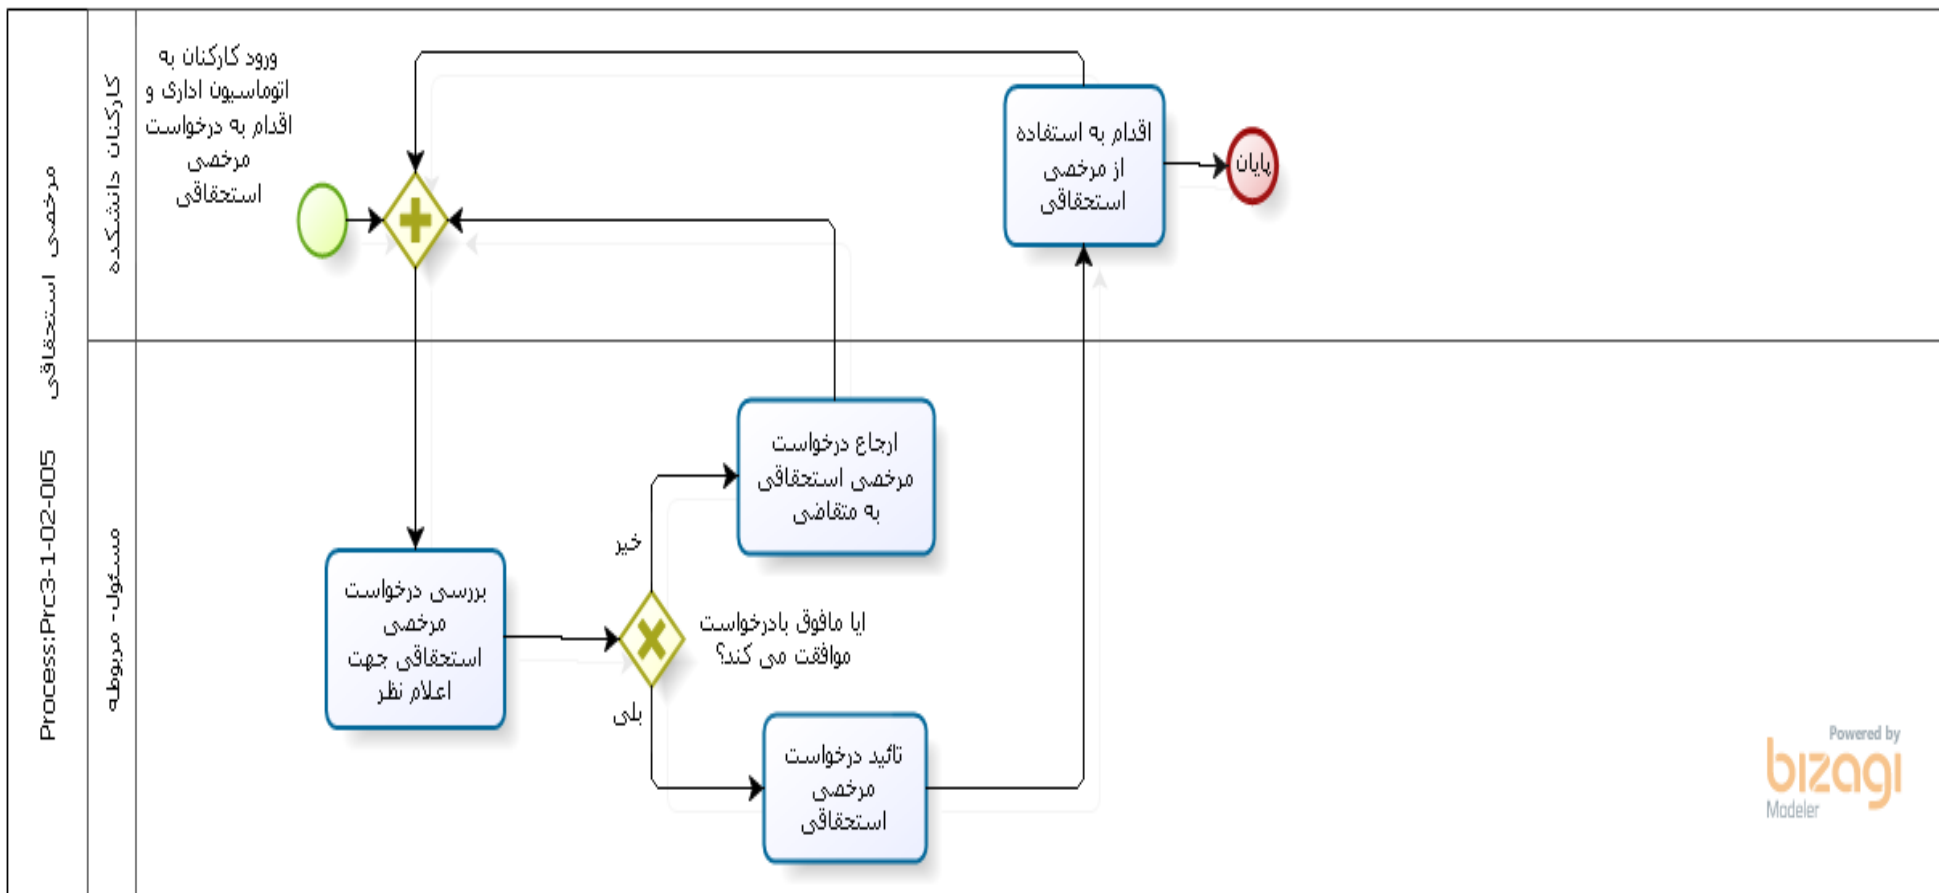 مرخصی استحقاقی
Process:Prc3-1-02-005
کارکنان دانشکده
ورود کارکنان به
اتوماسیون اداری و
اقدام به درخواست
مرخصی
استحقاقی
اقدام به استفاده
از مرخصی
استحقاقی
پایان
مسئول- مربوطه
ارجاع درخواست
مرخصی استحقاقی
به متقاضی
خیر
بررسی درخواست
مرخصی
استحقاقی جهت
اعلام نظر
ایا مافوق بادرخواست
موافقت می کند؟
بلی
تائید درخواست
مرخصی
استحقاقی
Powered by
bizagi
Modeler